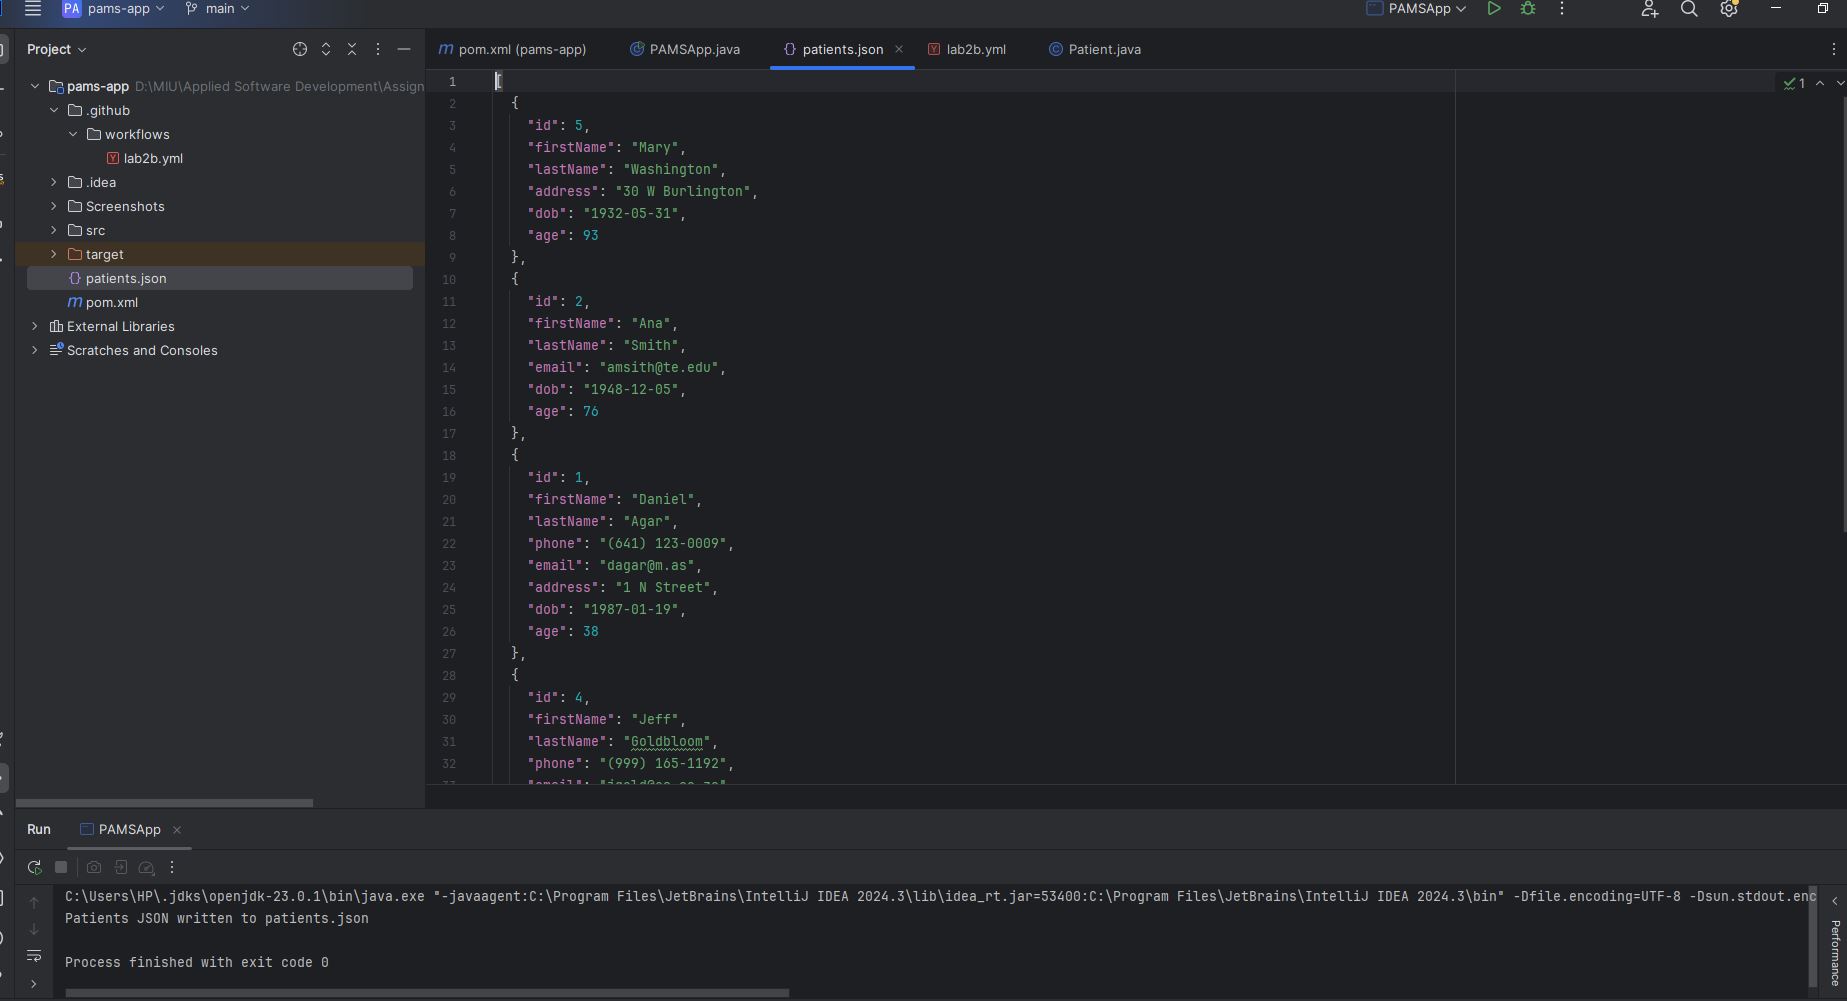 PA pams-app main PAMSApp
Project
pom.xml (pams-app) PAMSApp.java patients.json lab2b.yml Patient.java
pams-app D:\MIU\Applied Software Development\Assign
.github
workflows
lab2b.yml
.idea
Screenshots
src
target
patients.json
pom.xml
External Libraries
Scratches and Consoles
1 [
1
2 {
3 "id": 5,
4 "firstName": "Mary",
5 "lastName": "Washington",
6 "address": "30 W Burlington",
7 "dob": "1932-05-31",
8 "age": 93
9 },
10 {
11 "id": 2,
12 "firstName": "Ana",
13 "lastName": "Smith",
14 "email": "amsith@te.edu",
15 "dob": "1948-12-05",
16 "age": 76
17 },
18 {
19 "id": 1,
20 "firstName": "Daniel",
21 "lastName": "Agar",
22 "phone": "(641) 123-0009",
23 "email": "dagar@m.as",
24 "address": "1 N Street",
25 "dob": "1987-01-19",
26 "age": 38
27 },
28 {
29 "id": 4,
30 "firstName": "Jeff",
31 "lastName": "Goldbloom",
32 "phone": "(999) 165-1192",
Run PAMSApp
C:\Users\HP\.jdks\openjdk-23.0.1\bin\java.exe "-javaagent:C:\Program Files\JetBrains\IntelliJ IDEA 2024.3\lib\idea_rt.jar=53400:C:\Program Files\JetBrains\IntelliJ IDEA 2024.3\bin" -Dfile.encoding=UTF-8 -Dsun.stdout.enc
Patients JSON written to patients.json
Process finished with exit code 0
Performance